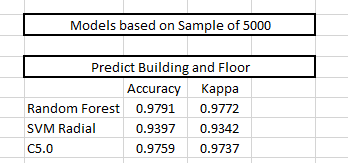 Models based on Sample of 5000
Predict Building and Floor
Accuracy Kappa
Random Forest 0.9791 0.9772
SVM Radial 0.9397 0.9342
C5.0 0.9759 0.9737